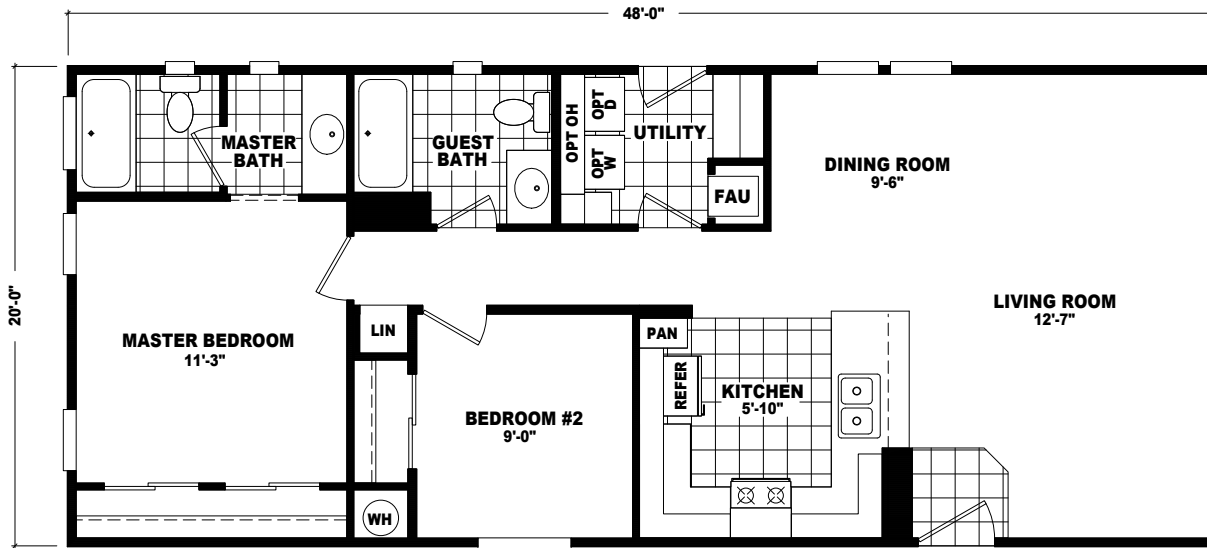 48'-0"
20'-0"
MASTER
BATH
GUEST
BATH
OPT OH
OPT
D
OPT
W
UTILITY
FAU
DINING ROOM
9'-6"
LIVING ROOM
12'-7"
MASTER BEDROOM
11'-3"
LIN
BEDROOM #2
9'-0"
WH
PAN
REFER
KITCHEN
5'-10"